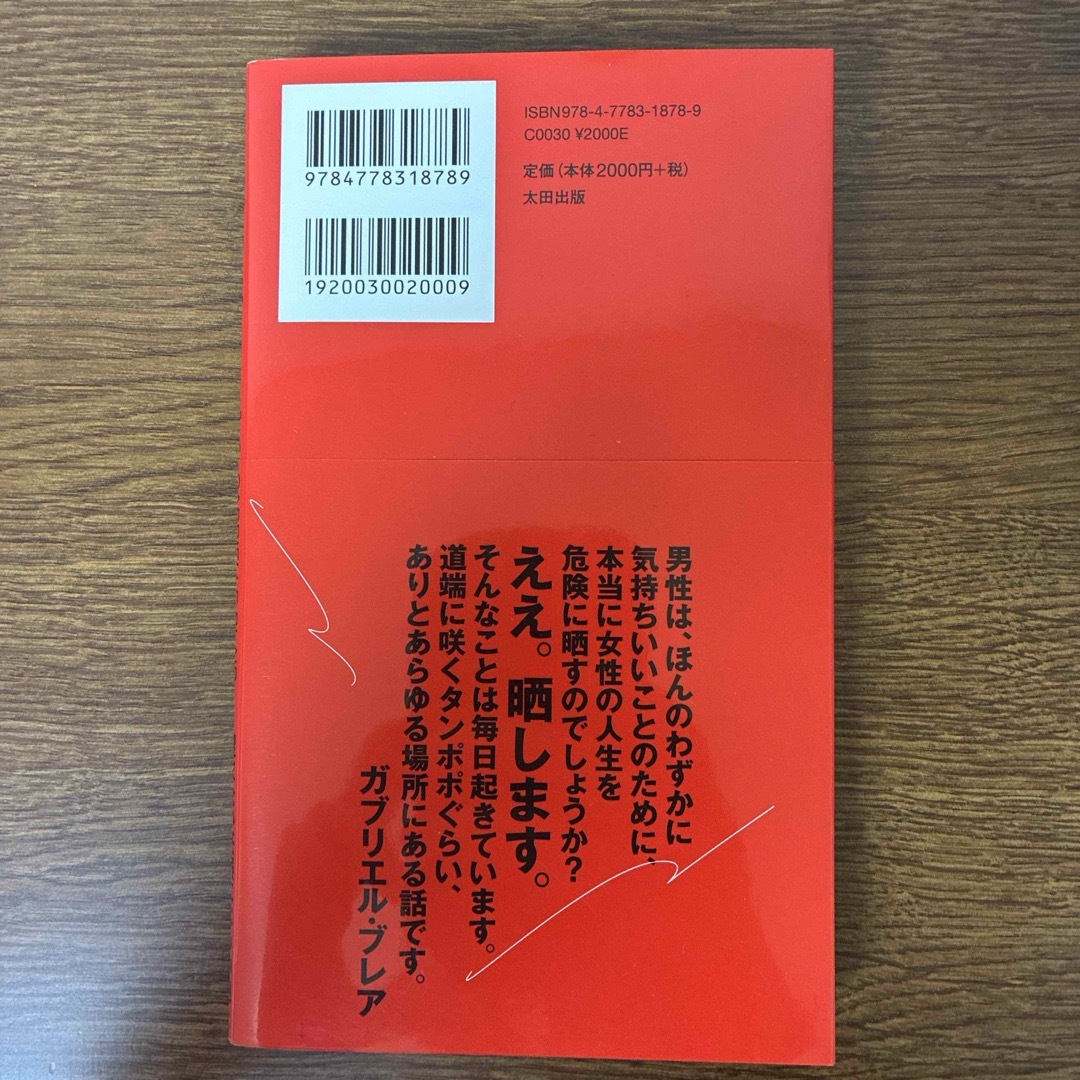 9784778318789
1920030020009
ISBN978-4-7783-1878-9
C0030 ¥2000E
定価(本体2000円+税)
太田出版
男性は、ほんのわずかに
気持ちいいことのために、
本当に女性の人生を
危険に晒すのでしょうか?
ええ。晒します。
そんなことは毎日起きています。
道端に咲くタンポポぐらい、
ありとあらゆる場所にある話です。
ガブリエル・ブレア